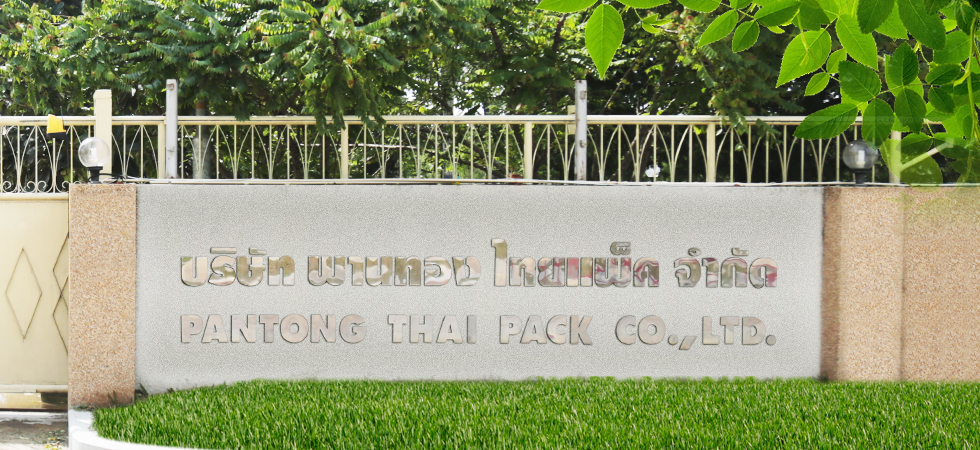 บริษัท พานทอง ไทยแพ็ค จำกัด
PANTONG THAI PACK CO.,LTD.